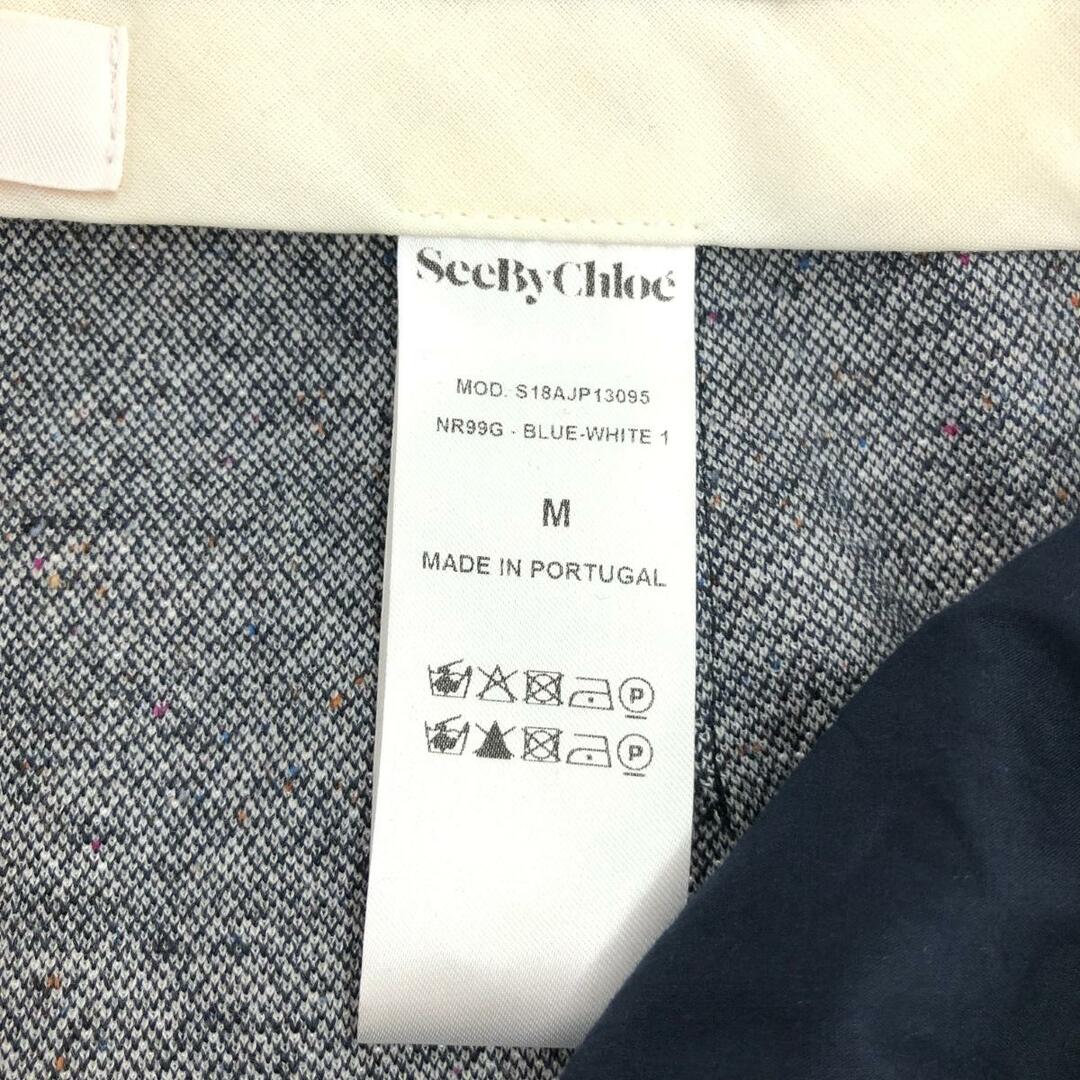 SeeByChloé
MOD. S18AJP13095
NR99G - BLUE-WHITE 1
M
MADE IN PORTUGAL
P
P